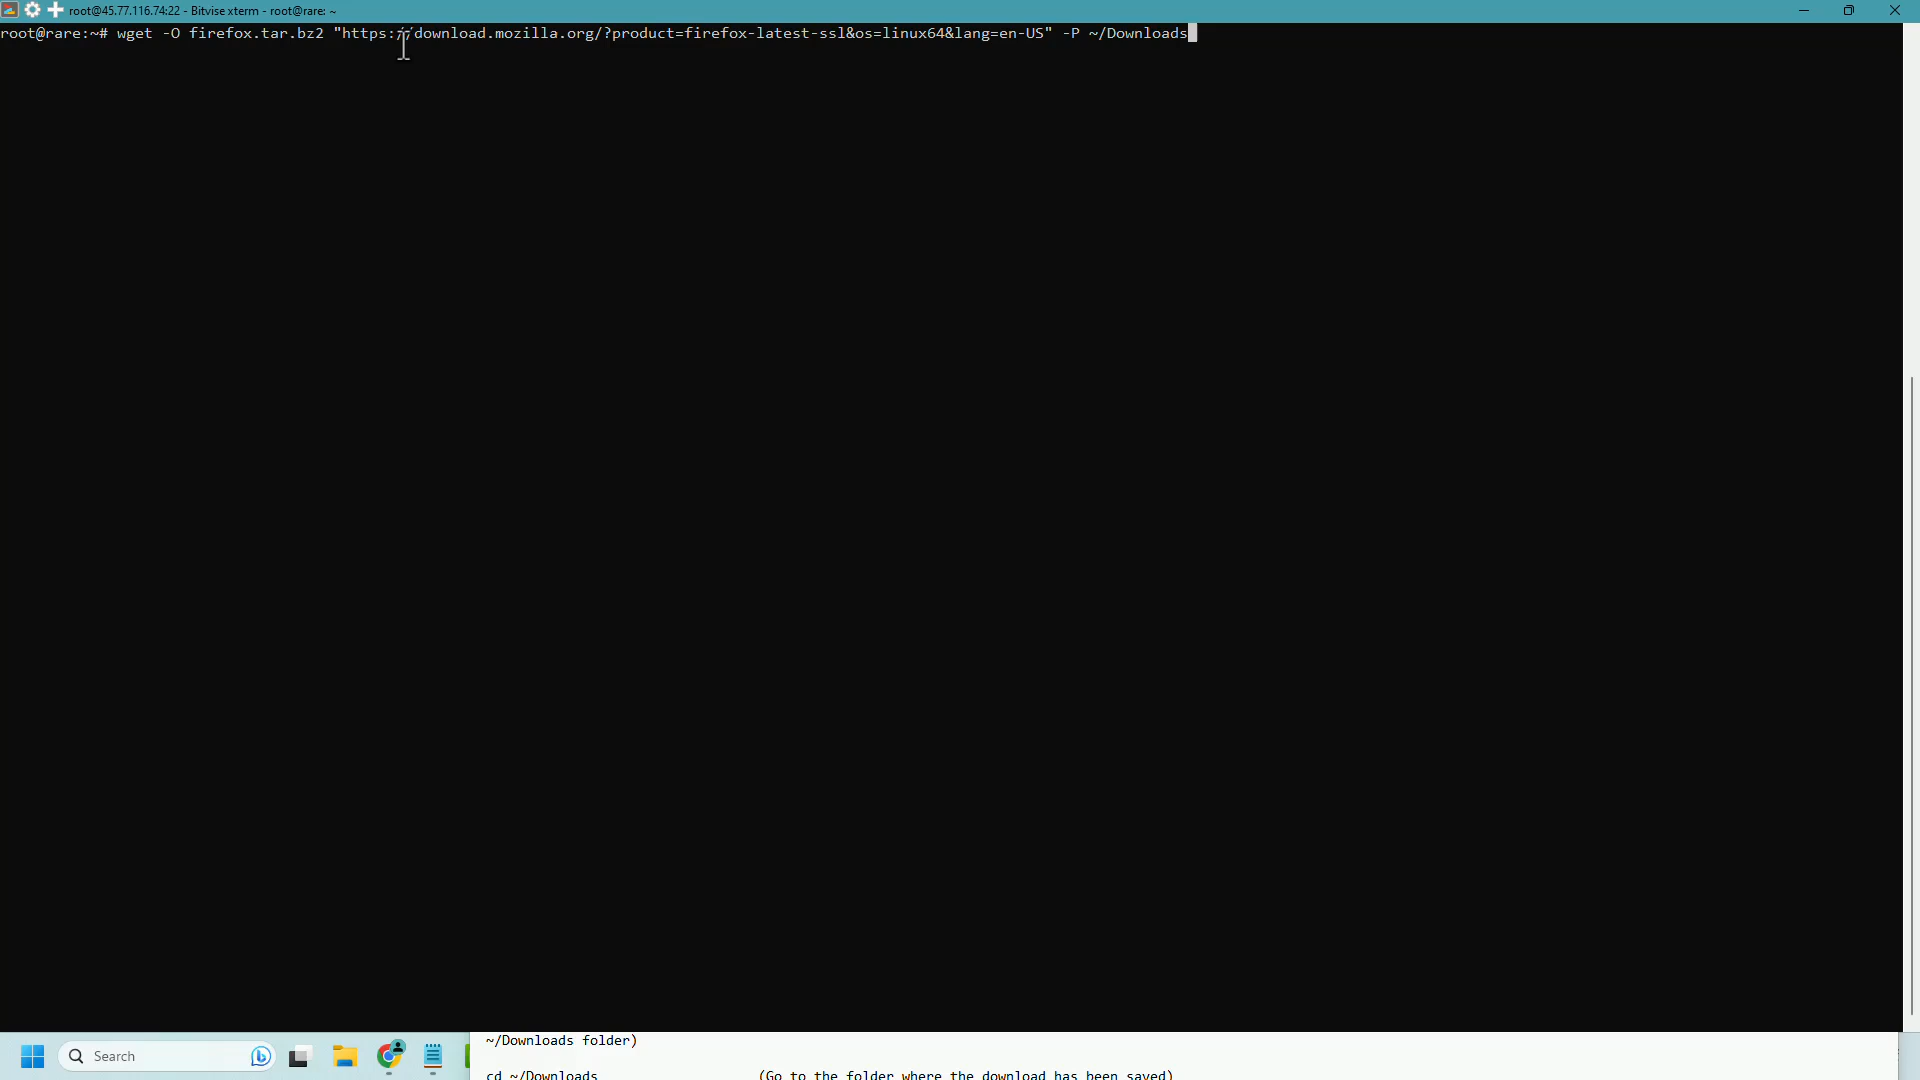 root@45.77.116.74:22 - Bitvise xterm - root@rare: ~
root@rare:~# wget -O firefox.tar.bz2 "https://download.mozilla.org/?product=firefox-latest-ssl&os=linux64&lang=en-US" -P ~/Downloads
Search
~/Downloads folder)
cd ~/Downloads (Go to the folder where the download has been saved)